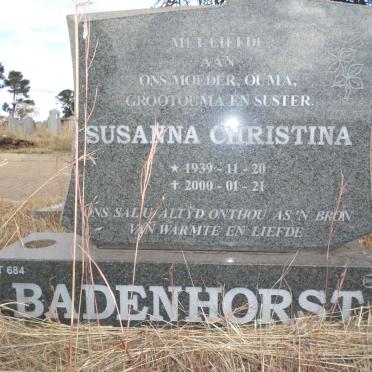 MET LIEFDE
AAN
ONS MOEDER, OUMA,
GROOTOUMA EN SUSTER.
SUSANNA CHRISTINA
★ 1939-11-20
✝ 2000-01-21
ONS SAL U ALTYD ONTHOU AS 'N BRON
VAN WARMTE EN LIEFDE
T 684
BADENHORST